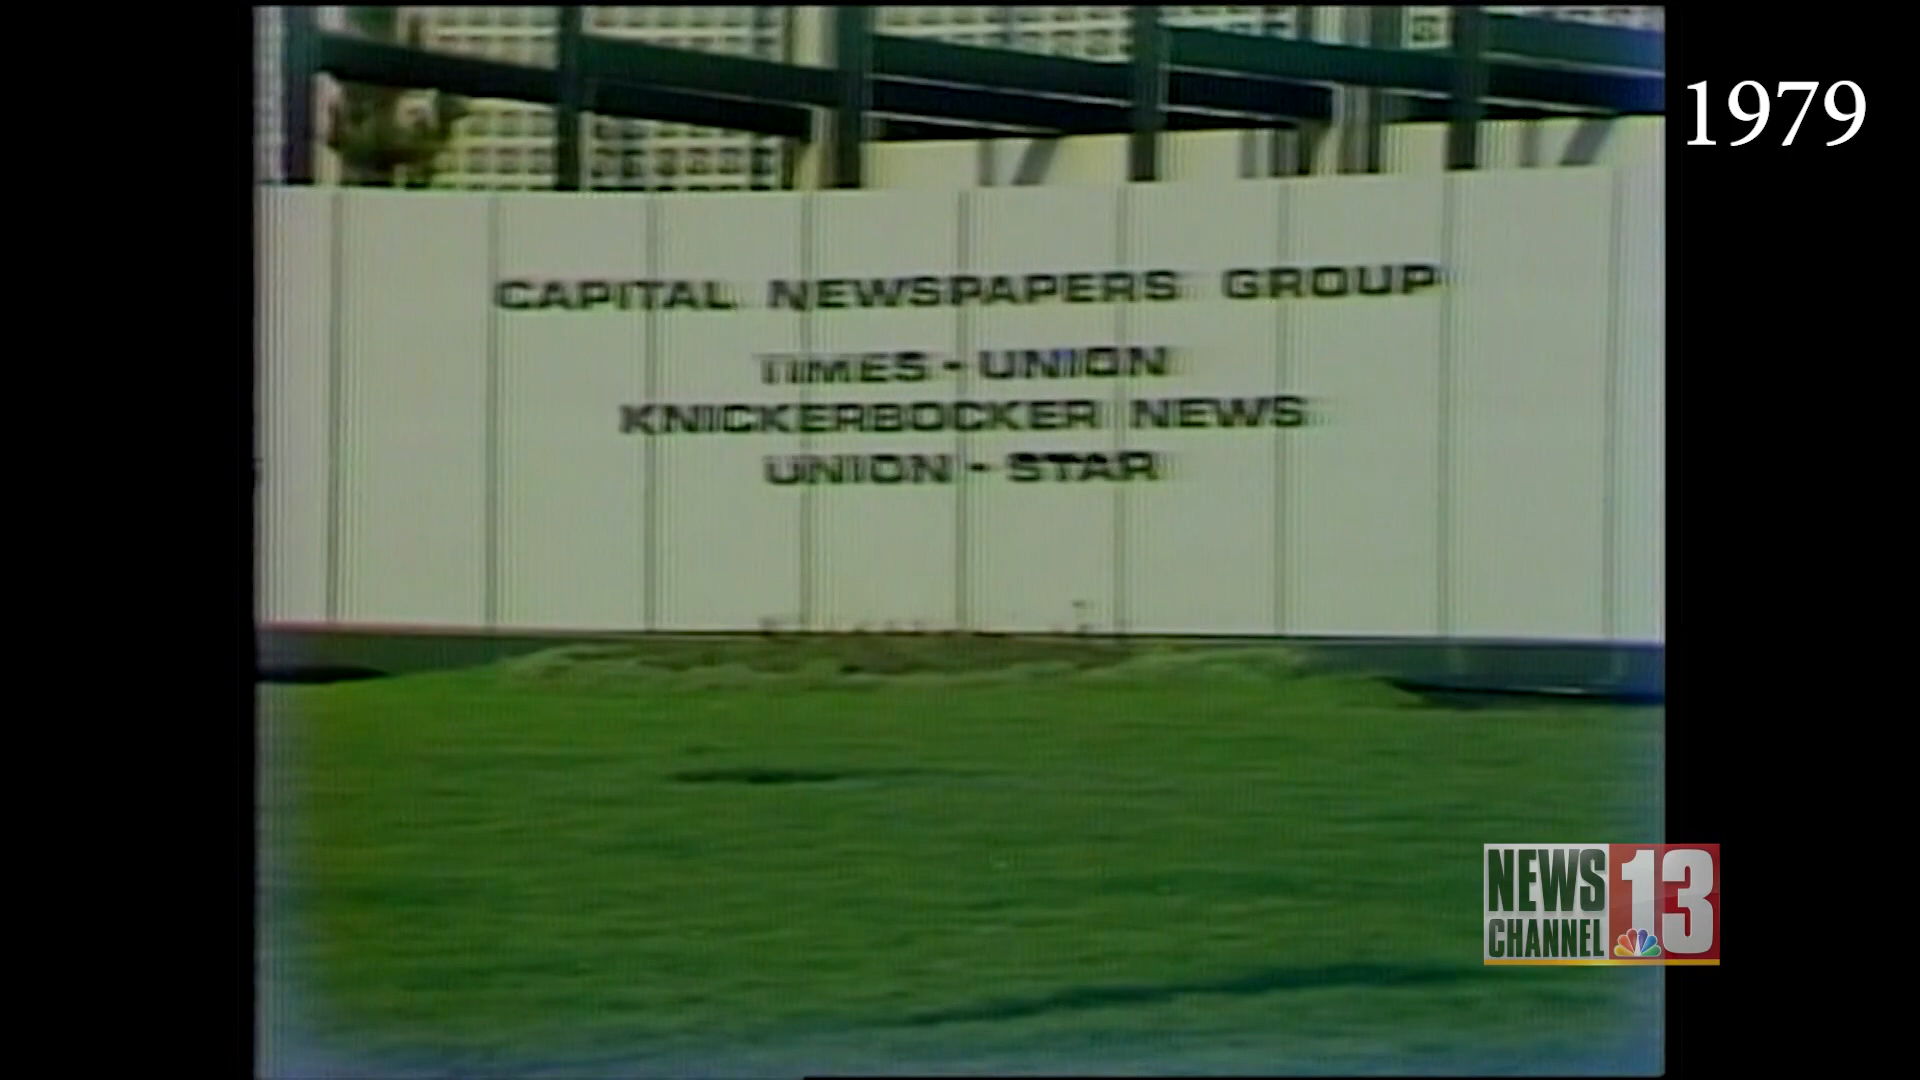 1979
CAPITAL NEWSPAPERS GROUP
TIMES-UNION
KNICKERBOCKER NEWS
UNION-STAR
NEWS
CHANNEL
13